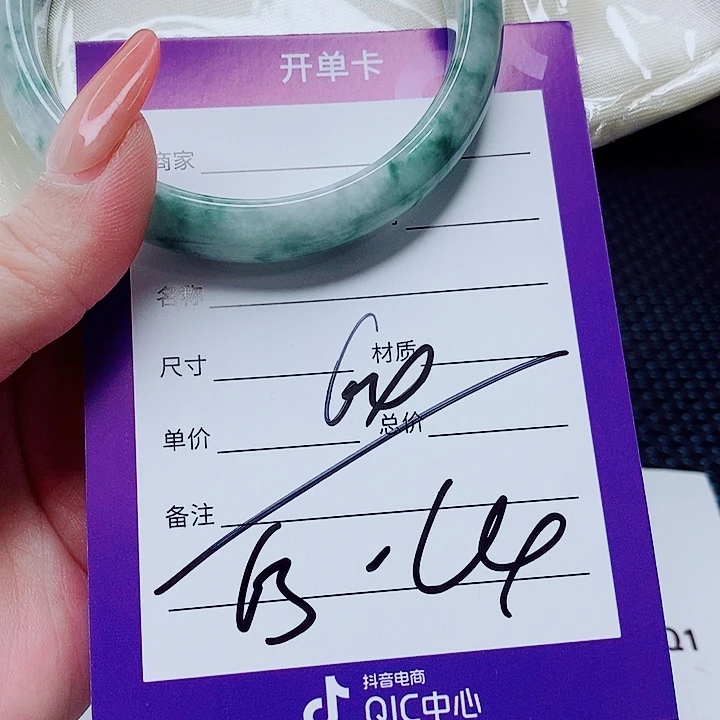 开单卡
商家
名称
尺寸 材质
单价 总价
备注
抖音电商
QIC中心
Q1